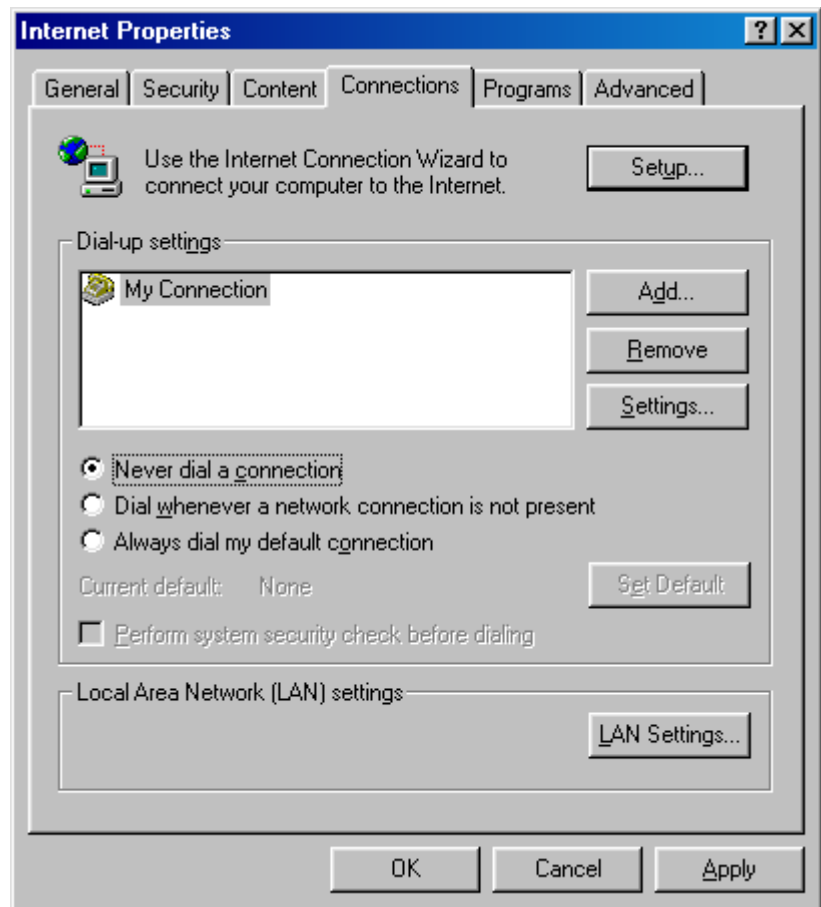 Internet Properties
General Security Content Connections Programs Advanced
Use the Internet Connection Wizard to
connect your computer to the Internet.
Setup...
Dial-up settings
My Connection
Add...
Remove
Settings...
Never dial a connection
Dial whenever a network connection is not present
Always dial my default connection
Current default: None
Set Default
Perform system security check before dialing
Local Area Network (LAN) settings
LAN Settings...
OK Cancel Apply